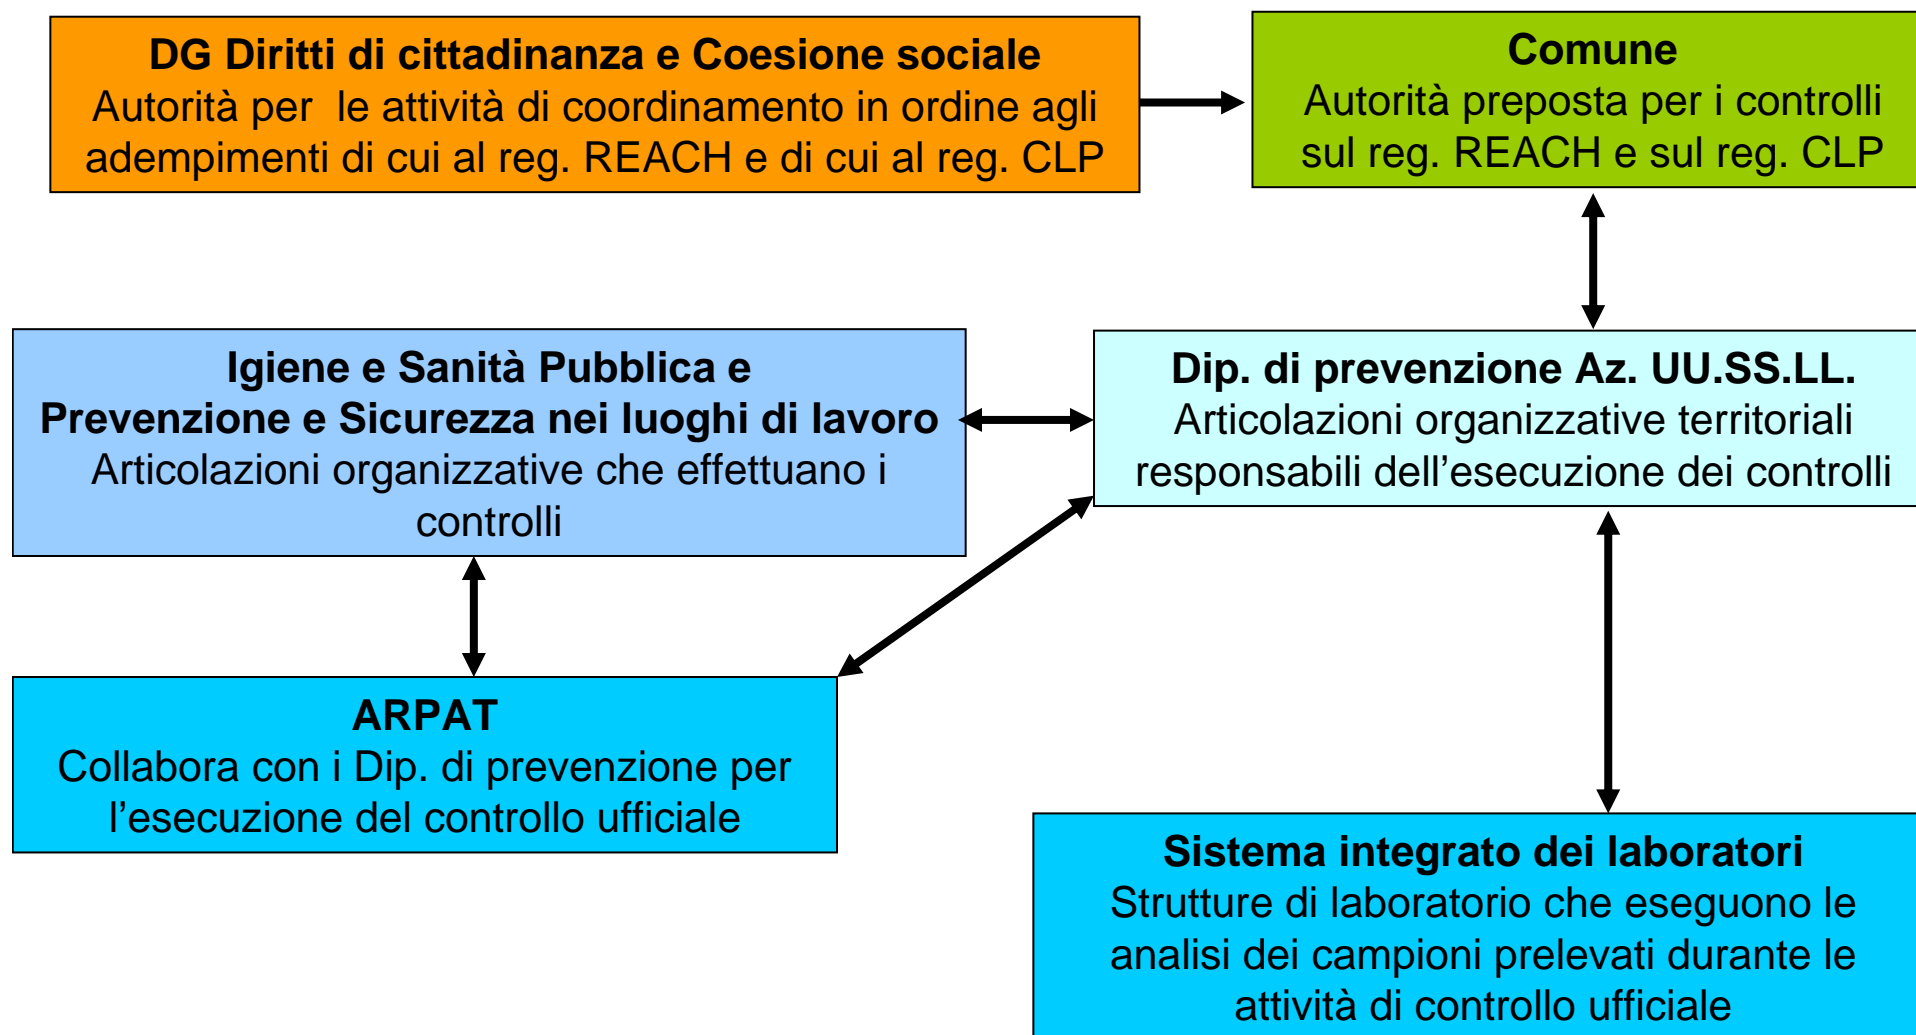 DG Diritti di cittadinanza e Coesione sociale
Autorità per le attività di coordinamento in ordine agli
adempimenti di cui al reg. REACH e di cui al reg. CLP
Comune
Autorità preposta per i controlli
sul reg. REACH e sul reg. CLP
Igiene e Sanità Pubblica e
Prevenzione e Sicurezza nei luoghi di lavoro
Articolazioni organizzative che effettuano i
controlli
Dip. di prevenzione Az. UU.SS.LL.
Articolazioni organizzative territoriali
responsabili dell’esecuzione dei controlli
ARPAT
Collabora con i Dip. di prevenzione per
l’esecuzione del controllo ufficiale
Sistema integrato dei laboratori
Strutture di laboratorio che eseguono le
analisi dei campioni prelevati durante le
attività di controllo ufficiale